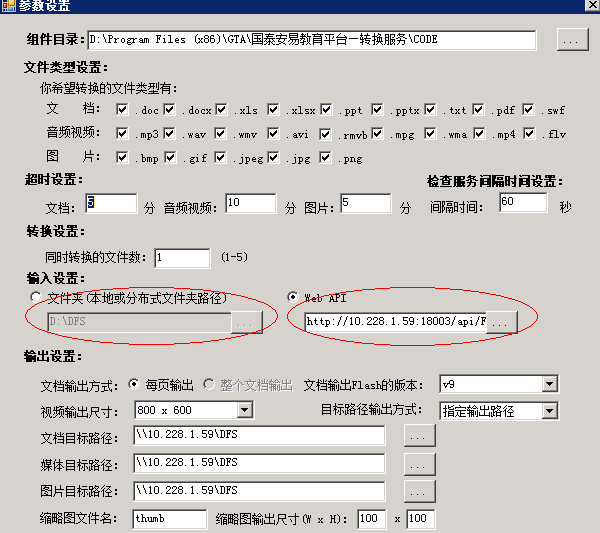 参数设置
组件目录: D:\Program Files (x86)\GTA\国泰安易教育平台—转换服务\CODE ...
文件类型设置:
你希望转换的文件类型有:
文 档: .doc .docx .xls .xlsx .ppt .pptx .txt .pdf .swf
音频视频: .mp3 .wav .wmv .avi .rmvb .mpg .wma .mp4 .flv
图 片: .bmp .gif .jpeg .jpg .png
超时设置: 检查服务间隔时间设置:
文档: 5 分 音频视频: 10 分 图片: 5 分 间隔时间: 60 秒
转换设置:
同时转换的文件数: 1 (1-5)
输入设置:
文件夹(本地或分布式文件夹路径) Web API
D:\DFS ... http://10.228.1.59:18003/api/F ...
输出设置:
文档输出方式: 每页输出 整个文档输出 文档输出Flash的版本: v9
视频输出尺寸: 800 x 600 目标路径输出方式: 指定输出路径
文档目标路径: \\10.228.1.59\DFS ...
媒体目标路径: \\10.228.1.59\DFS ...
图片目标路径: \\10.228.1.59\DFS ...
缩略图文件名: thumb 缩略图输出尺寸(W x H): 100 x 100